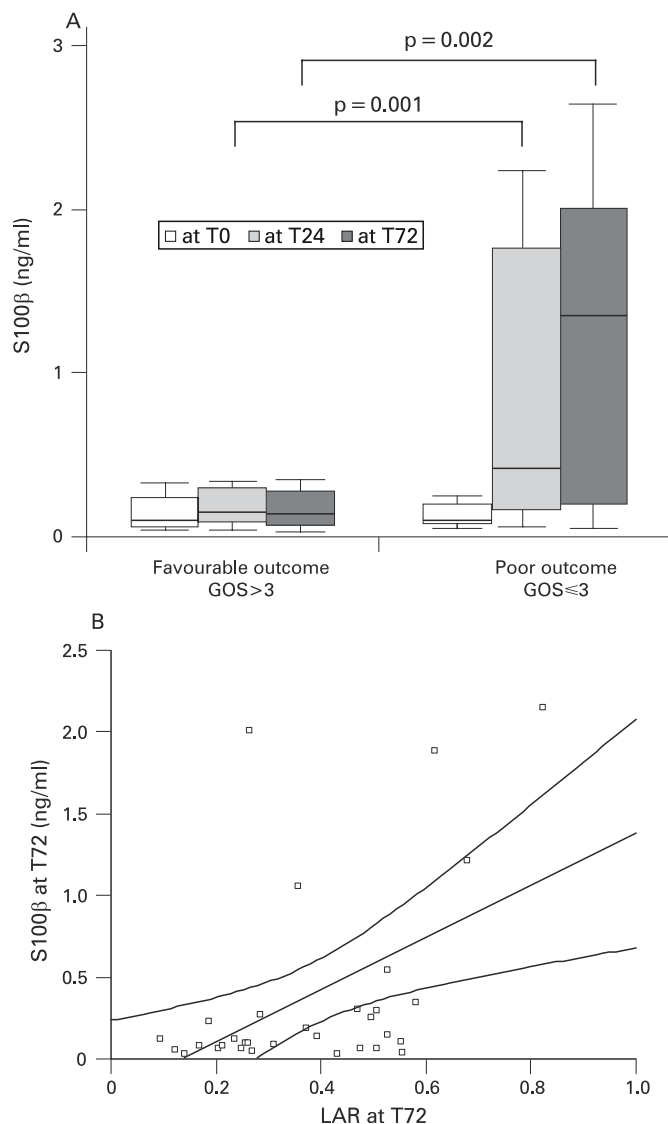 A
3
p = 0.002
p = 0.001
2
at T0 at T24 at T72
S100β (ng/ml)
1
0
Favourable outcome
GOS>3
Poor outcome
GOS≤3
B
2.5
2.0
1.5
1.0
0.5
0
S100β at T72 (ng/ml)
0 0.2 0.4 0.6 0.8 1.0
LAR at T72